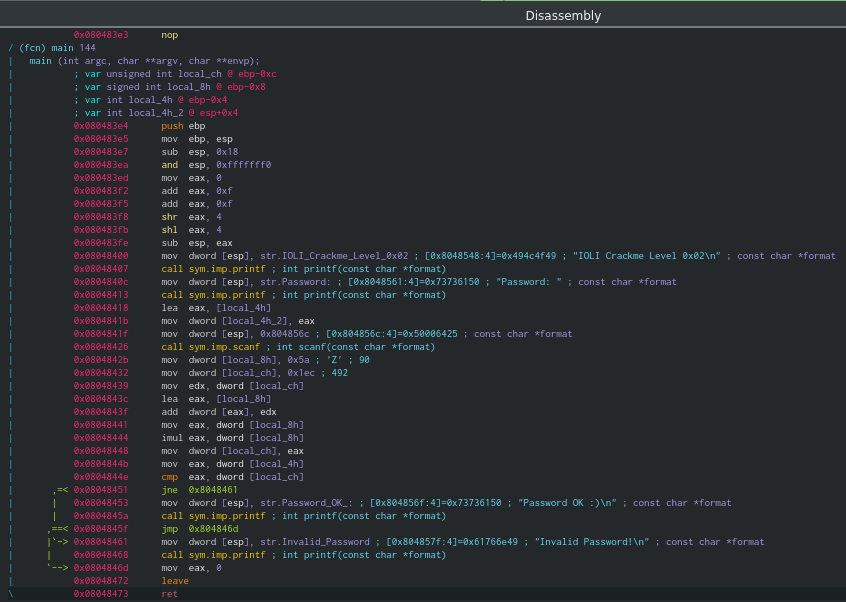 Disassembly
0x080483e3 nop
/ (fcn) main 144
| main (int argc, char **argv, char **envp);
| ; var unsigned int local_ch @ ebp-0xc
| ; var signed int local_8h @ ebp-0x8
| ; var int local_4h @ ebp-0x4
| ; var int local_4h_2 @ esp+0x4
| 0x080483e4 push ebp
| 0x080483e5 mov ebp, esp
| 0x080483e7 sub esp, 0x18
| 0x080483ea and esp, 0xfffffff0
| 0x080483ed mov eax, 0
| 0x080483f2 add eax, 0xf
| 0x080483f5 add eax, 0xf
| 0x080483f8 shr eax, 4
| 0x080483fb shl eax, 4
| 0x080483fe sub esp, eax
| 0x08048400 mov dword [esp], str.IOLI_Crackme_Level_0x02 ; [0x8048548:4]=0x494c4f49 ; "IOLI Crackme Level 0x02\n" ; const char *format
| 0x08048407 call sym.imp.printf ; int printf(const char *format)
| 0x0804840c mov dword [esp], str.Password: ; [0x8048561:4]=0x73736150 ; "Password: " ; const char *format
| 0x08048413 call sym.imp.printf ; int printf(const char *format)
| 0x08048418 lea eax, [local_4h]
| 0x0804841b mov dword [local_4h_2], eax
| 0x0804841f mov dword [esp], 0x804856c ; [0x804856c:4]=0x50006425 ; const char *format
| 0x08048426 call sym.imp.scanf ; int scanf(const char *format)
| 0x0804842b mov dword [local_8h], 0x5a ; 'Z' ; 90
| 0x08048432 mov dword [local_ch], 0x1ec ; 492
| 0x08048439 mov edx, dword [local_ch]
| 0x0804843c lea eax, [local_8h]
| 0x0804843f add dword [eax], edx
| 0x08048441 mov eax, dword [local_8h]
| 0x08048444 imul eax, dword [local_8h]
| 0x08048448 mov dword [local_ch], eax
| 0x0804844b mov eax, dword [local_4h]
| 0x0804844e cmp eax, dword [local_ch]
| ,=< 0x08048451 jne 0x8048461
| | 0x08048453 mov dword [esp], str.Password_OK_: ; [0x804856f:4]=0x73736150 ; "Password OK :)\n" ; const char *format
| | 0x0804845a call sym.imp.printf ; int printf(const char *format)
| ,==< 0x0804845f jmp 0x804846d
| |`-> 0x08048461 mov dword [esp], str.Invalid_Password ; [0x804857f:4]=0x61766e49 ; "Invalid Password!\n" ; const char *format
| | 0x08048468 call sym.imp.printf ; int printf(const char *format)
| `--> 0x0804846d mov eax, 0
| 0x08048472 leave
\ 0x08048473 ret